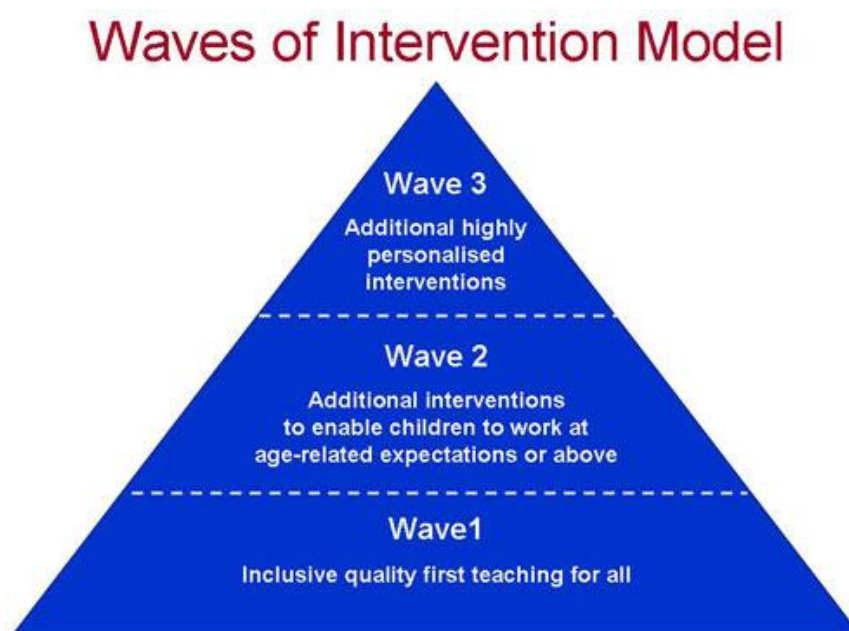 Waves of Intervention Model
Wave 3
Additional highly
personalised
interventions
Wave 2
Additional interventions
to enable children to work at
age-related expectations or above
Wave1
Inclusive quality first teaching for all